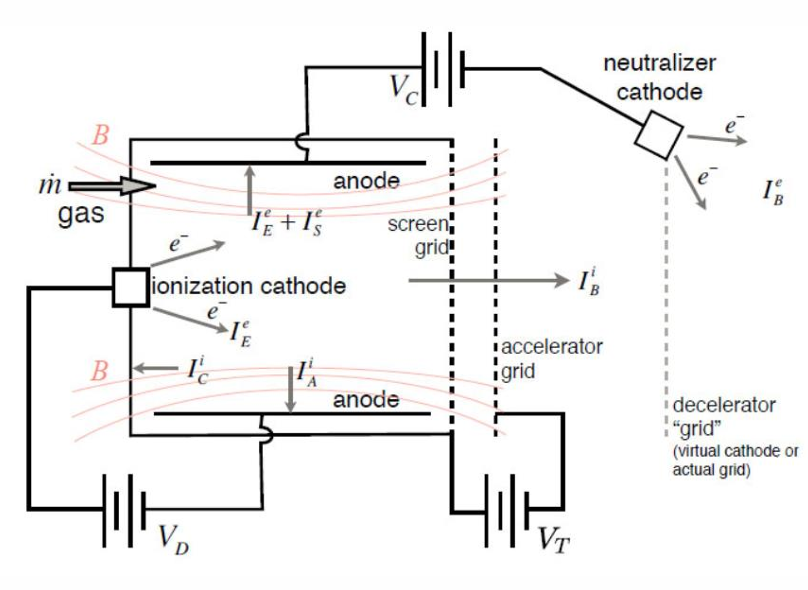 neutralizer
cathode
V_C
e⁻
e⁻
I_B^e
B
ṁ
gas
anode
I_E^e + I_S^e
screen
grid
e⁻
ionization cathode
e⁻
I_E^e
I_B^i
B
I_C^i
I_A^i
anode
accelerator
grid
decelerator
“grid”
(virtual cathode or
actual grid)
V_D
V_T